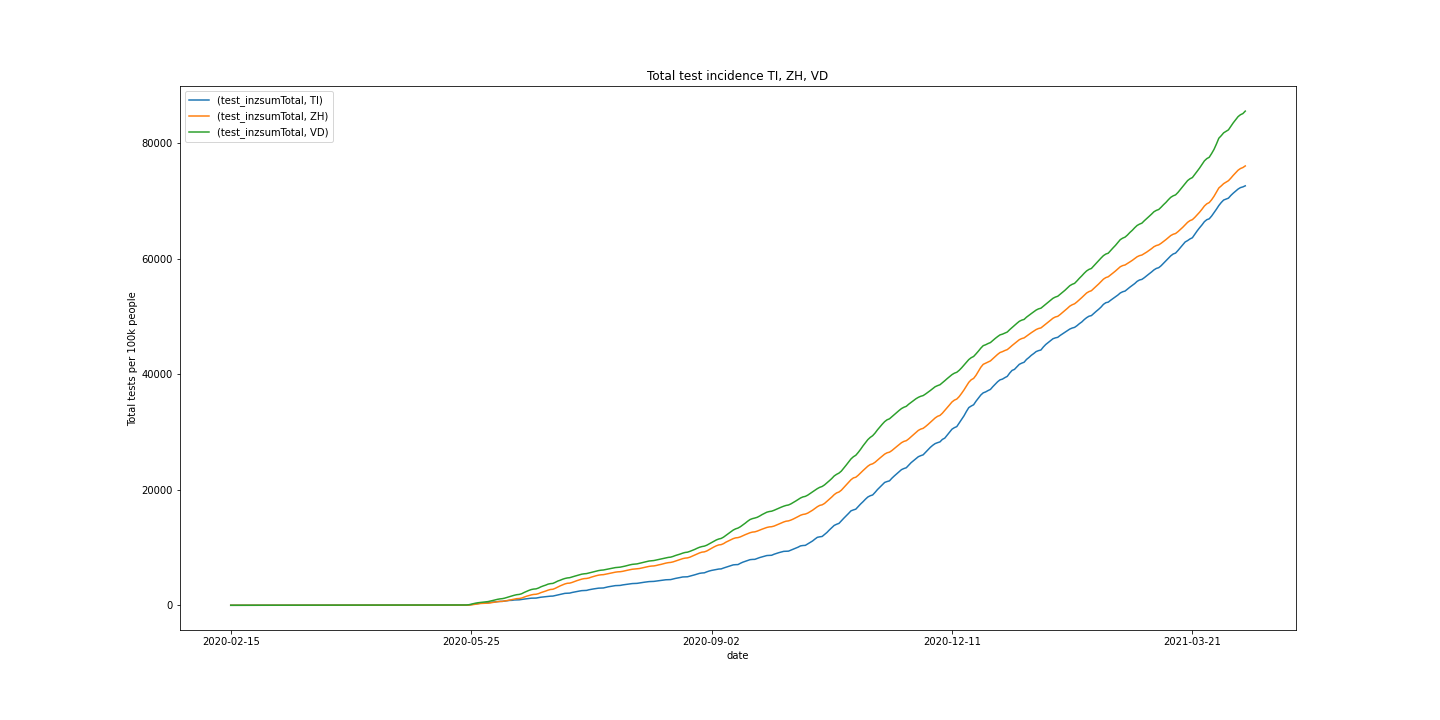 Total test incidence TI, ZH, VD
(test_inzsumTotal, TI)
(test_inzsumTotal, ZH)
(test_inzsumTotal, VD)
Total tests per 100k people
80000
60000
40000
20000
0
2020-02-15 2020-05-25 2020-09-02 2020-12-11 2021-03-21
date